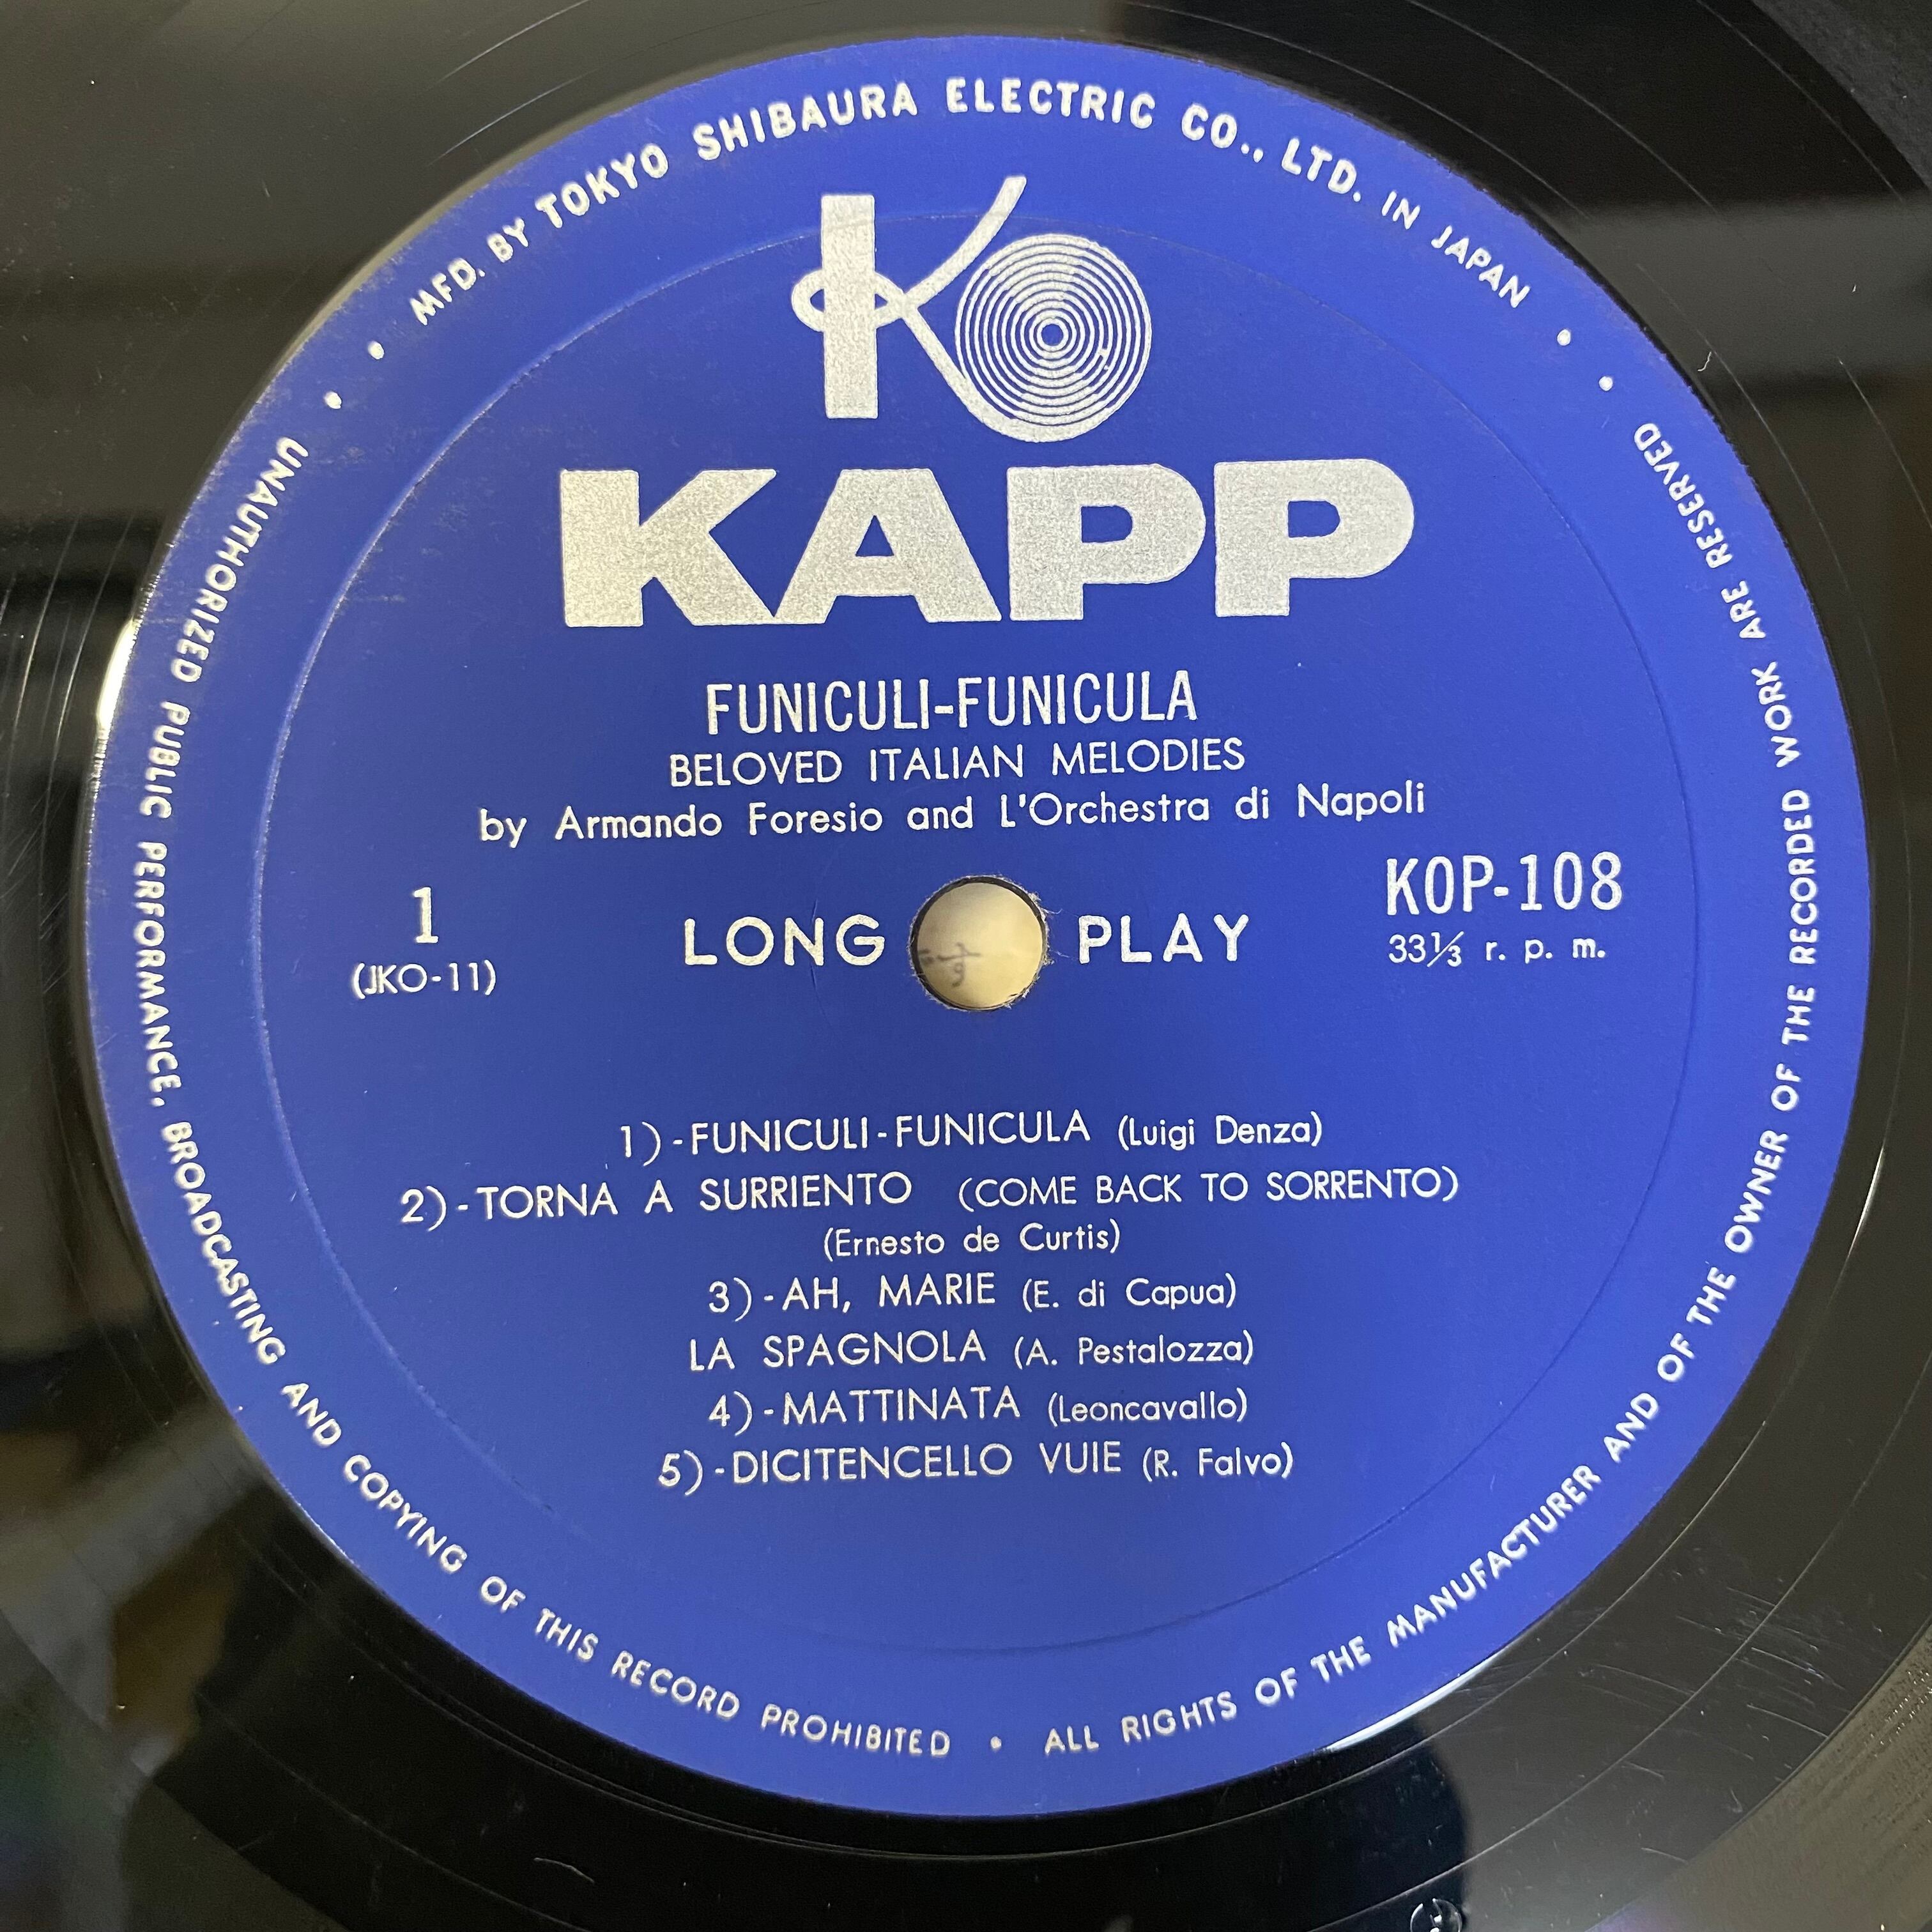 MFD. BY TOKYO SHIBAURA ELECTRIC CO., LTD. IN JAPAN
KO
KAPP
FUNICULI-FUNICULA
BELOVED ITALIAN MELODIES
by Armando Foresio and L'Orchestra di Napoli
1
(JKO-11)
LONG PLAY
KOP-108
33⅓ r. p. m.
1)-FUNICULI-FUNICULA (Luigi Denza)
2)-TORNA A SURRIENTO (COME BACK TO SORRENTO)
(Ernesto de Curtis)
3)-AH, MARIE (E. di Capua)
LA SPAGNOLA (A. Pestalozza)
4)-MATTINATA (Leoncavallo)
5)-DICITENCELLO VUIE (R. Falvo)
UNAUTHORIZED PUBLIC PERFORMANCE, BROADCASTING AND COPYING OF THIS RECORD PROHIBITED • ALL RIGHTS OF THE MANUFACTURER AND OF THE OWNER OF THE RECORDED WORK ARE RESERVED